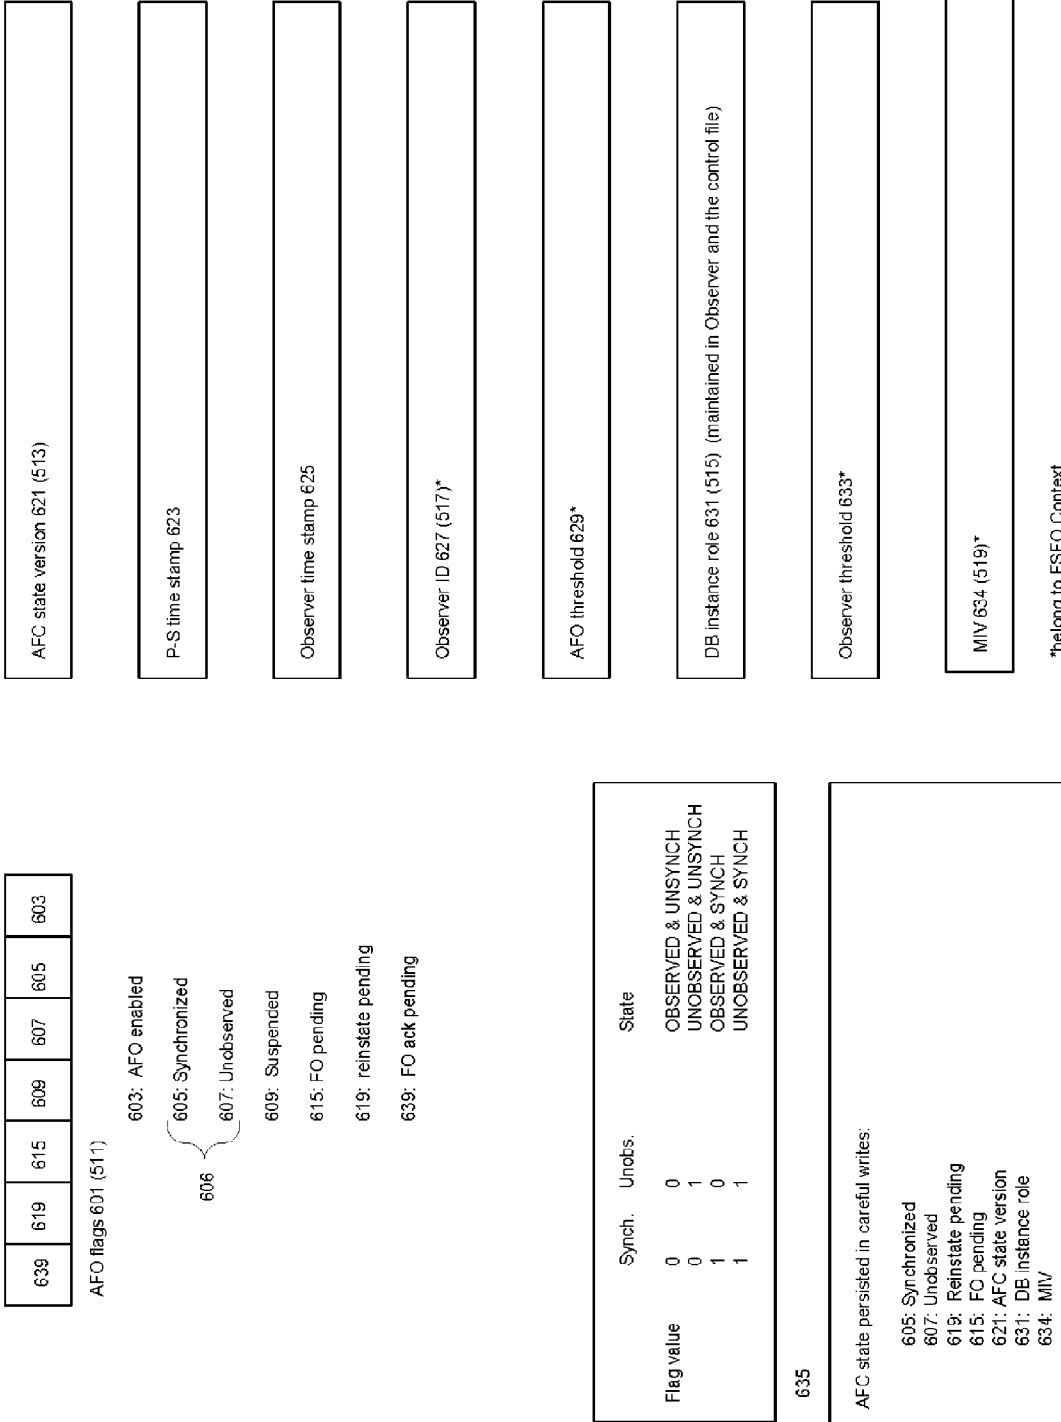 639 619 615 609 607 605 603
AFO flags 601 (511)
603: AFO enabled
605: Synchronized
607: Unobserved
606
609: Suspended
615: FO pending
619: reinstate pending
639: FO ack pending
Synch. Unobs. State
Flag value 0 0 OBSERVED & UNSYNCH
0 1 UNOBSERVED & UNSYNCH
1 0 OBSERVED & SYNCH
1 1 UNOBSERVED & SYNCH
635
AFC state persisted in careful writes:
605: Synchronized
607: Unobserved
619: Reinstate pending
615: FO pending
621: AFC state version
631: DB instance role
634: MIV
AFC state version 621 (513)
P-S time stamp 623
Observer time stamp 625
Observer ID 627 (517)*
AFO threshold 629*
DB instance role 631 (515) (maintained in Observer and the control file)
Observer threshold 633*
MIV 634 (519)*
*belong to FSFO Context